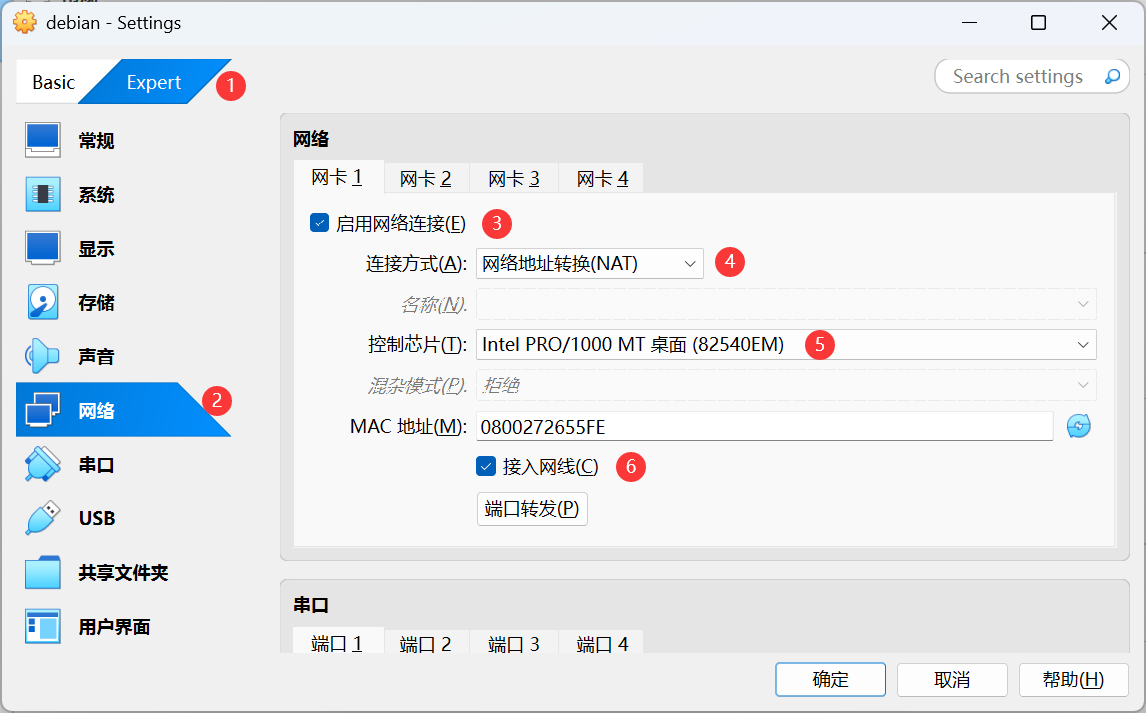 debian - Settings
Basic
Expert
1
Search settings
常规
系统
显示
存储
声音
网络
2
串口
USB
共享文件夹
用户界面
网络
网卡 1
网卡 2
网卡 3
网卡 4
启用网络连接(E)
3
连接方式(A): 网络地址转换(NAT)
4
名称(N):
控制芯片(T): Intel PRO/1000 MT 桌面 (82540EM)
5
混杂模式(P): 拒绝
MAC 地址(M): 0800272655FE
接入网线(C)
6
端口转发(P)
串口
端口 1
端口 2
端口 3
端口 4
确定
取消
帮助(H)